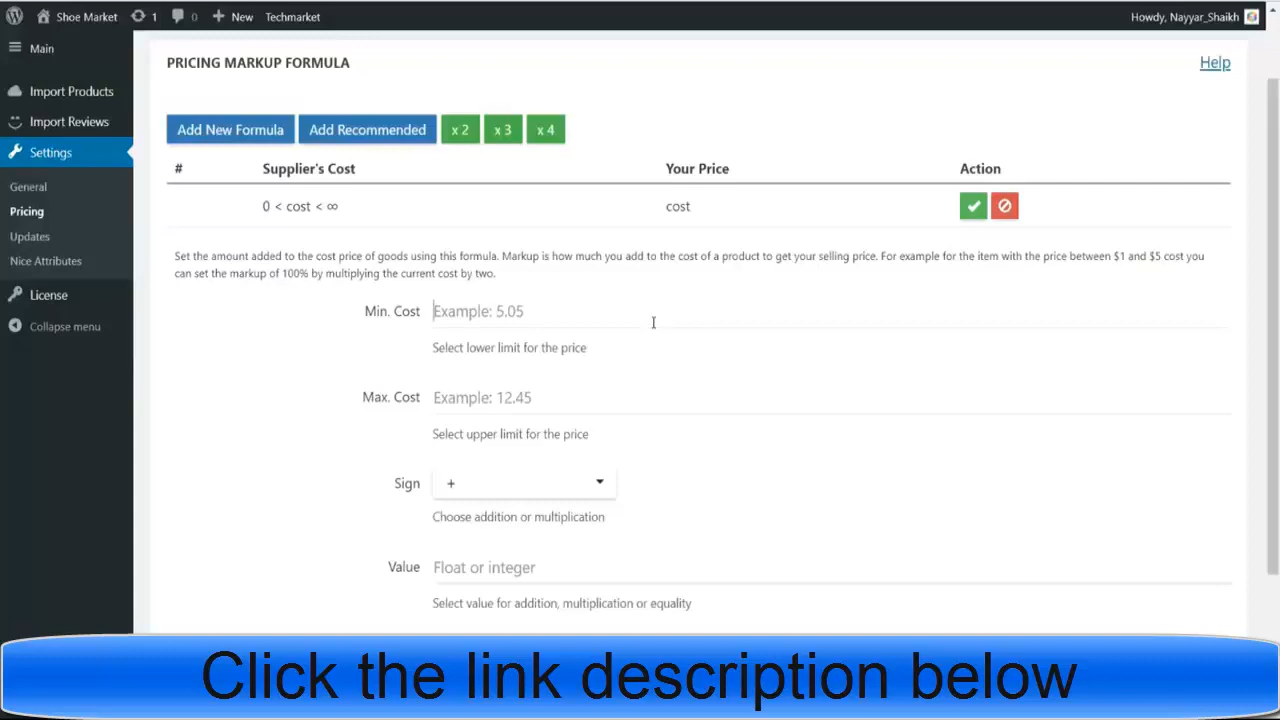 Shoe Market 1 0 + New Techmarket Howdy, Nayyar_Shaikh
Main
Import Products
Import Reviews
Settings
General
Pricing
Updates
Nice Attributes
License
Collapse menu
PRICING MARKUP FORMULA Help
Add New Formula Add Recommended x 2 x 3 x 4
# Supplier's Cost Your Price Action
0 < cost < ∞ cost
Set the amount added to the cost price of goods using this formula. Markup is how much you add to the cost of a product to get your selling price. For example for the item with the price between $1 and $5 cost you
can set the markup of 100% by multiplying the current cost by two.
Min. Cost Example: 5.05
Select lower limit for the price
Max. Cost Example: 12.45
Select upper limit for the price
Sign +
Choose addition or multiplication
Value Float or integer
Select value for addition, multiplication or equality
Click the link description below